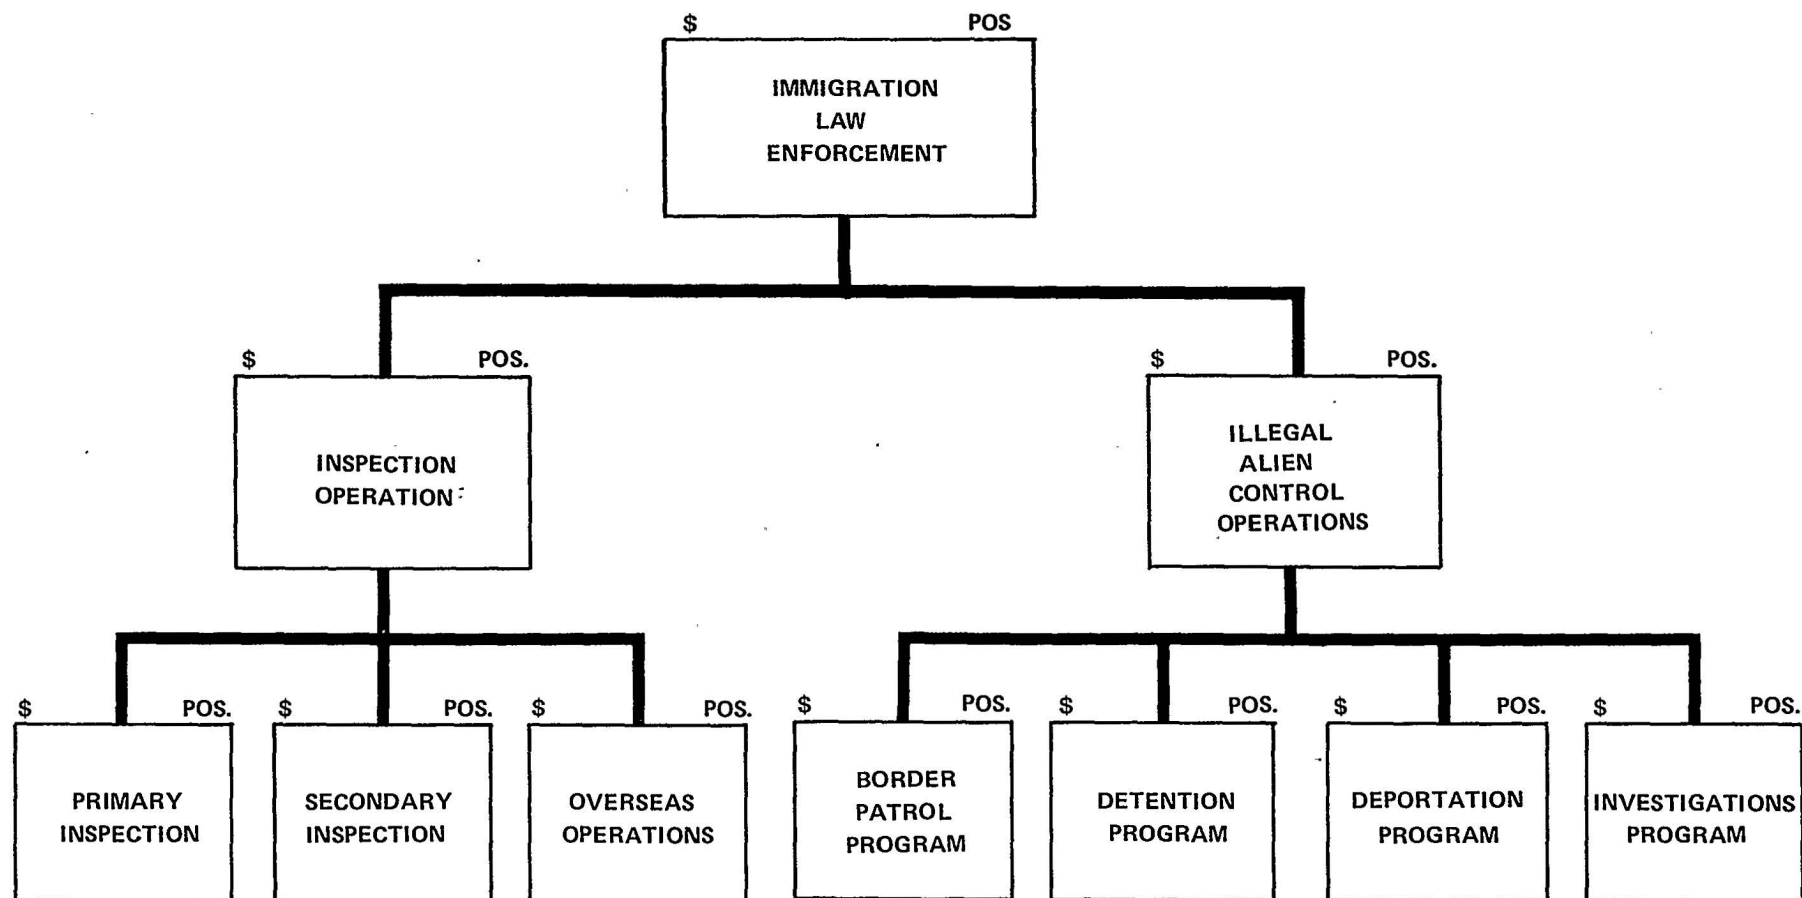 $ POS
IMMIGRATION
LAW
ENFORCEMENT
$ POS.
INSPECTION
OPERATION
$ POS.
ILLEGAL
ALIEN
CONTROL
OPERATIONS
$ POS.
PRIMARY
INSPECTION
$ POS.
SECONDARY
INSPECTION
$ POS.
OVERSEAS
OPERATIONS
$ POS.
BORDER
PATROL
PROGRAM
$ POS.
DETENTION
PROGRAM
$ POS.
DEPORTATION
PROGRAM
$ POS.
INVESTIGATIONS
PROGRAM